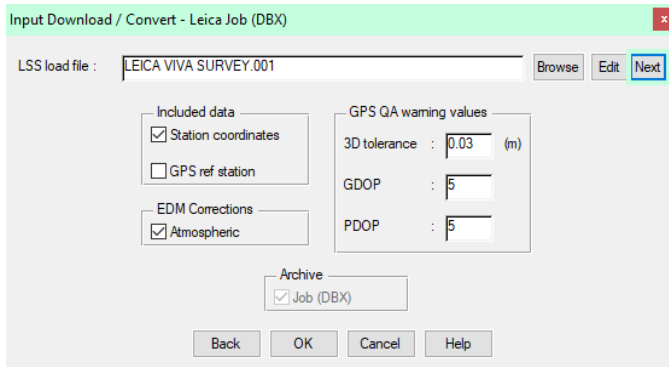 Input Download / Convert - Leica Job (DBX)
x
LSS load file : LEICA VIVA SURVEY.001 Browse Edit Next
Included data
Station coordinates
GPS ref station
EDM Corrections
Atmospheric
GPS QA warning values
3D tolerance : 0.03 (m)
GDOP : 5
PDOP : 5
Archive
Job (DBX)
Back OK Cancel Help